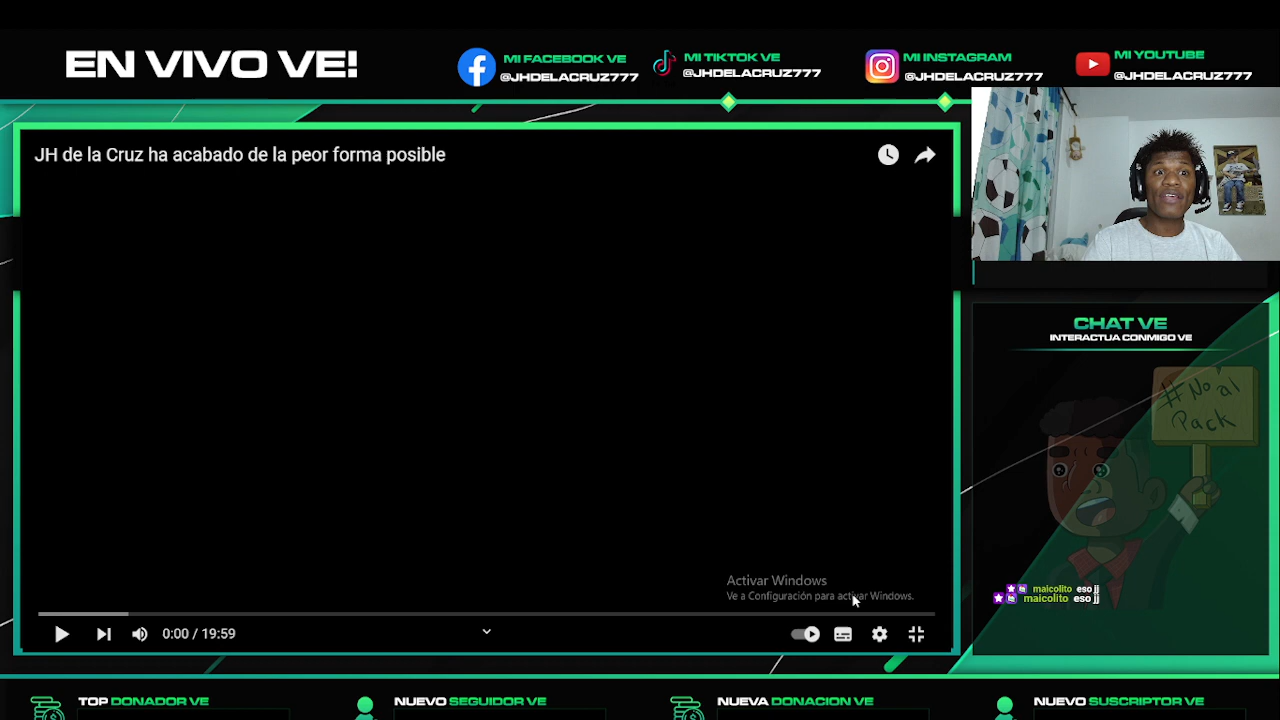 EN VIVO VE!
MI FACEBOOK VE
@JHDELACRUZ777
MI TIKTOK VE
@JHDELACRUZ777
MI INSTAGRAM
@JHDELACRUZ777
MI YOUTUBE
@JHDELACRUZ777
JH de la Cruz ha acabado de la peor forma posible
CHAT VE
INTERACTUA CONMIGO VE
#No al
Pack
maicolito eso jj
maicolito eso jj
Activar Windows
Ve a Configuración para activar Windows.
0:00 / 19:59
TOP DONADOR VE
NUEVO SEGUIDOR VE
NUEVA DONACION VE
NUEVO SUSCRIPTOR VE